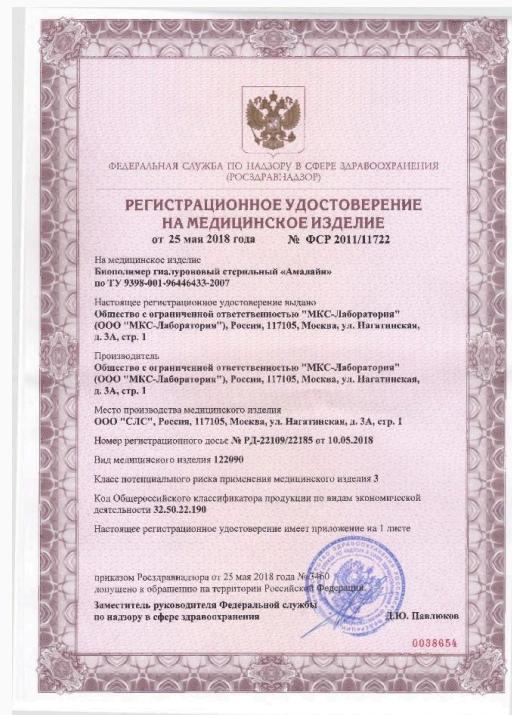 ФЕДЕРАЛЬНАЯ СЛУЖБА ПО НАДЗОРУ В СФЕРЕ ЗДРАВООХРАНЕНИЯ
(РОСЗДРАВНАДЗОР)
РЕГИСТРАЦИОННОЕ УДОСТОВЕРЕНИЕ
НА МЕДИЦИНСКОЕ ИЗДЕЛИЕ
от 25 мая 2018 года № ФСР 2011/11722
На медицинское изделие
Биополимер гиалуроновый стерильный «Амалайн»
по ТУ 9398-001-96446433-2007
Настоящее регистрационное удостоверение выдано
Общество с ограниченной ответственностью "МКС-Лаборатория"
(ООО "МКС-Лаборатория"), Россия, 117105, Москва, ул. Нагатинская,
д. 3А, стр. 1
Производитель
Общество с ограниченной ответственностью "МКС-Лаборатория"
(ООО "МКС-Лаборатория"), Россия, 117105, Москва, ул. Нагатинская,
д. 3А, стр. 1
Место производства медицинского изделия
ООО "СЛС", Россия, 117105, Москва, ул. Нагатинская, д. 3А, стр. 1
Номер регистрационного досье № РД-22109/22185 от 10.05.2018
Вид медицинского изделия 122090
Класс потенциального риска применения медицинского изделия 3
Код Общероссийского классификатора продукции по видам экономической
деятельности 32.50.22.190
Настоящее регистрационное удостоверение имеет приложение на 1 листе
приказом Росздравнадзора от 25 мая 2018 года № 3460
допущено к обращению на территории Российской Федерации.
Заместитель руководителя Федеральной службы
по надзору в сфере здравоохранения
Д.Ю. Павлюков
0038654